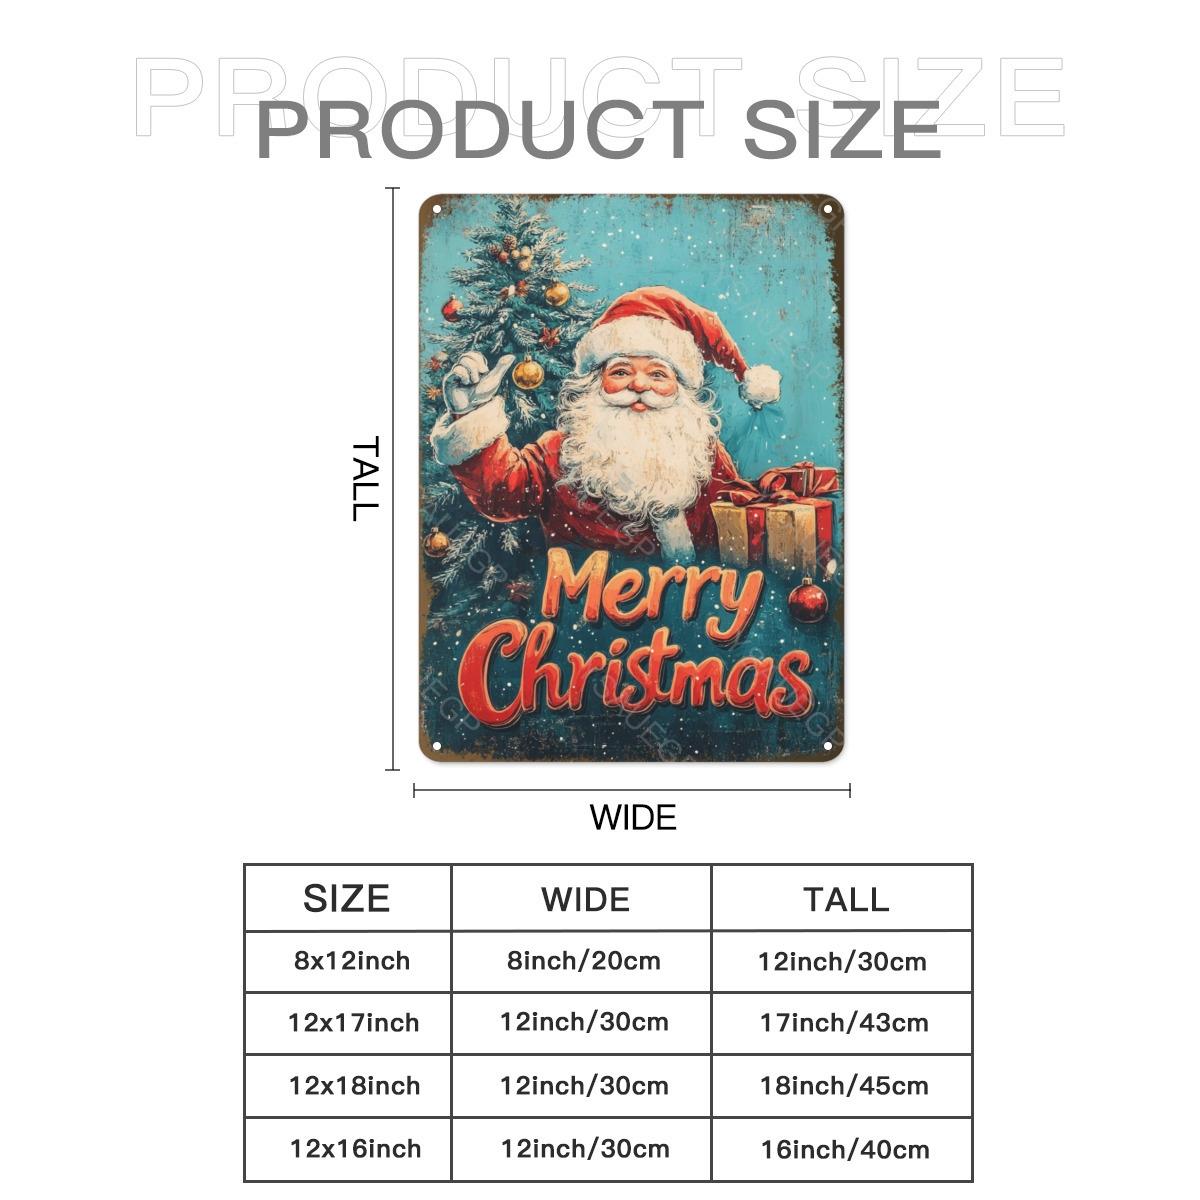 PRODUCT SIZE
PRODUCT SIZE
TALL
Merry
Christmas
WIDE
SIZE WIDE TALL
8x12inch 8inch/20cm 12inch/30cm
12x17inch 12inch/30cm 17inch/43cm
12x18inch 12inch/30cm 18inch/45cm
12x16inch 12inch/30cm 16inch/40cm